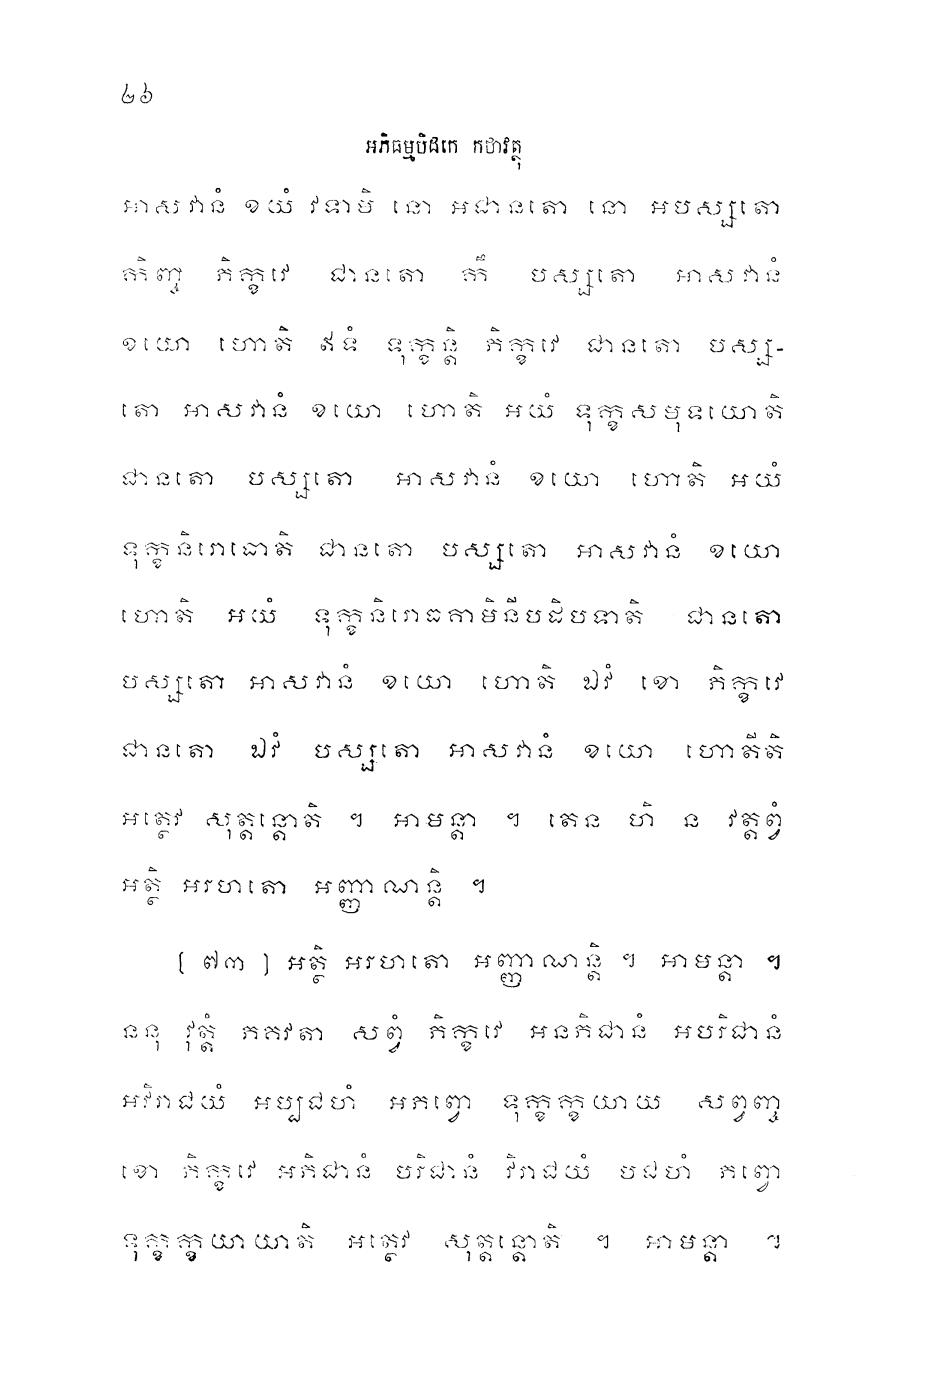 ២៦
អភិធម្មបិដកេ កថាវត្ថុ
អាសវានំ ខយំ វទាមិ នោ អជានតោ នោ អបស្សតោ
កិញ្ច ភិក្ខវេ ជានតោ កឹ បស្សតោ អាសវានំ
ខយោ ហោតិ ឥទំ ទុក្ខន្តិ ភិក្ខវេ ជានតោ បស្ស-
តោ អាសវានំ ខយោ ហោតិ អយំ ទុក្ខសមុទយោតិ
ជានតោ បស្សតោ អាសវានំ ខយោ ហោតិ អយំ
ទុក្ខនិរោធោតិ ជានតោ បស្សតោ អាសវានំ ខយោ
ហោតិ អយំ ទុក្ខនិរោធគាមិនីបដិបទាតិ ជានតោ
បស្សតោ អាសវានំ ខយោ ហោតិ ឯវំ ខោ ភិក្ខវេ
ជានតោ ឯវំ បស្សតោ អាសវានំ ខយោ ហោតីតិ
អត្ថេវ សុត្តន្តោតិ ។ អាមន្តា ។ តេន ហិ ន វត្តព្វំ
អត្ថិ អរហតោ អញ្ញាណន្តិ ។
[ ៧៣ ] អត្ថិ អរហតោ អញ្ញាណន្តិ ។ អាមន្តា ។
ននុ វុត្តំ ភគវតា សព្វំ ភិក្ខវេ អនភិជានំ អបរិជានំ
អវិរាជយំ អប្បជហំ អភព្វោ ទុក្ខក្ខយាយ សព្វញ្ច
ខោ ភិក្ខវេ អភិជានំ បរិជានំ វិរាជយំ បជហំ ភព្វោ
ទុក្ខក្ខយាយាតិ អត្ថេវ សុត្តន្តោតិ ។ អាមន្តា ។